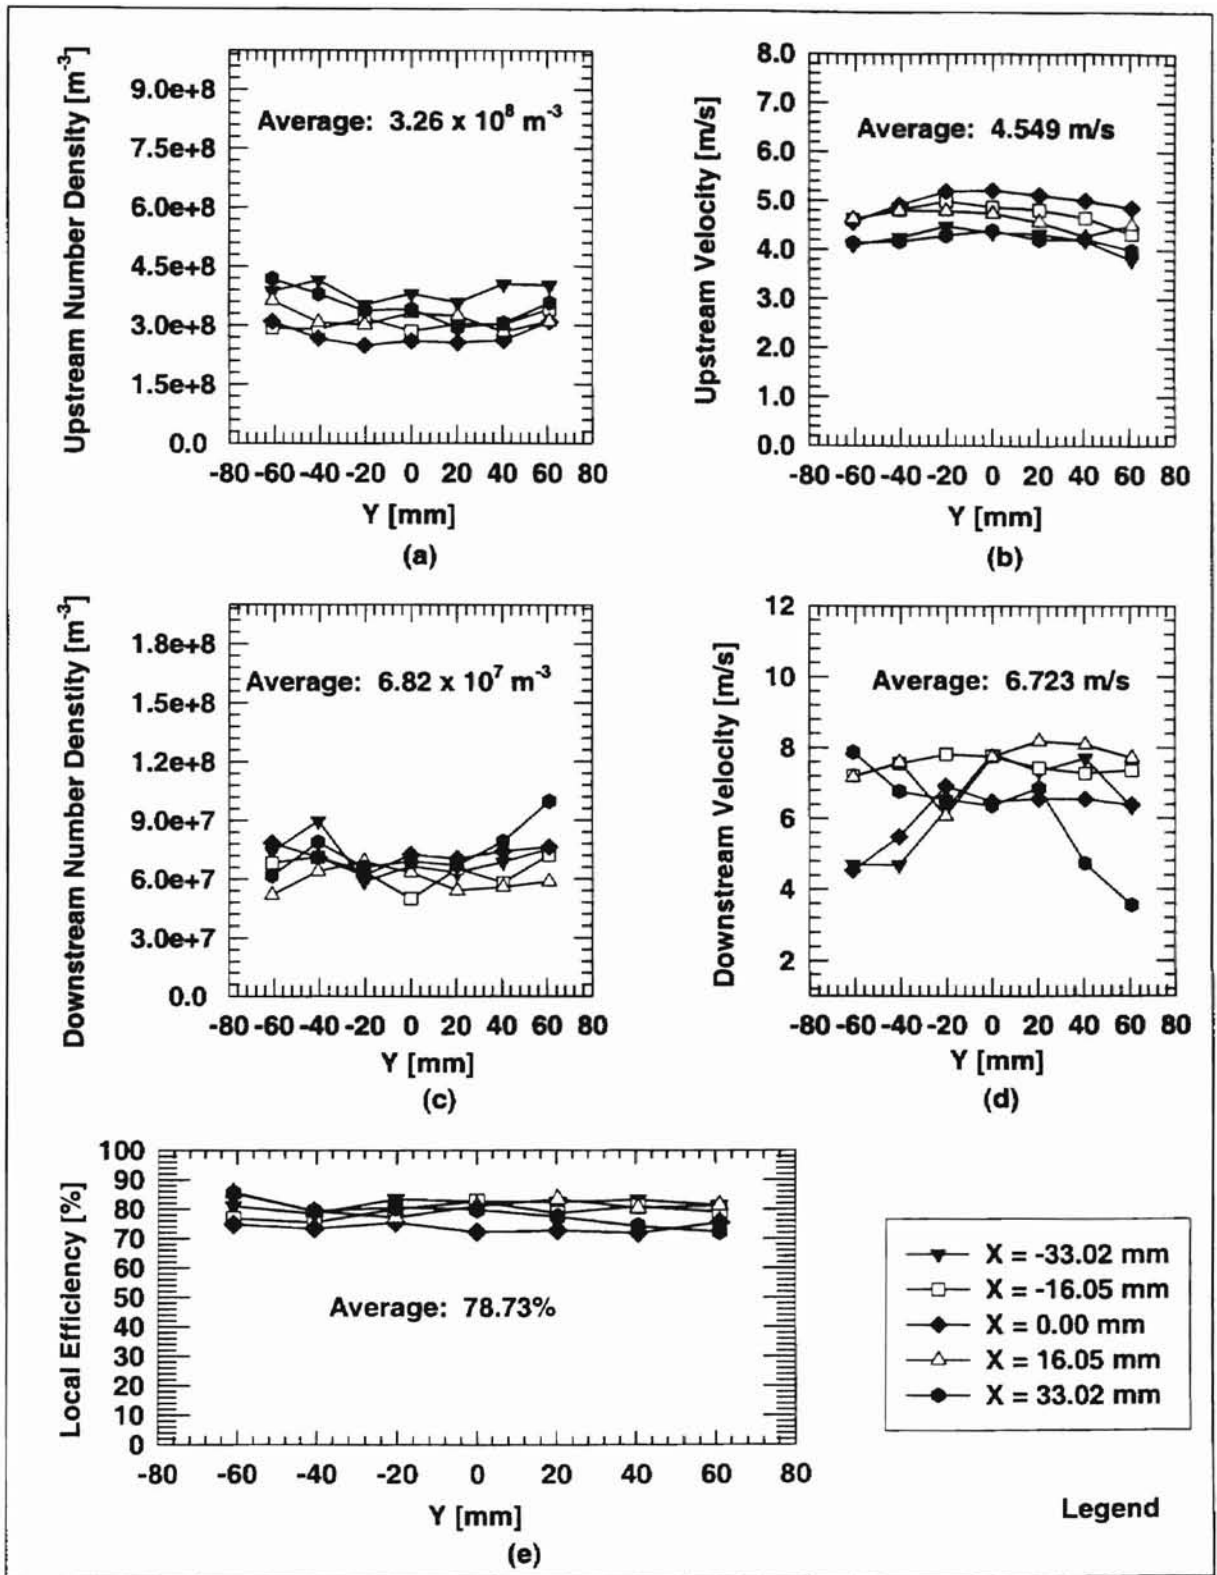 Upstream Number Density [m-3]
9.0e+8
7.5e+8
6.0e+8
4.5e+8
3.0e+8
1.5e+8
0.0
Average: 3.26 x 10^8 m^-3
-80 -60 -40 -20 0 20 40 60 80
Y [mm]
(a)
Upstream Velocity [m/s]
8.0
7.0
6.0
5.0
4.0
3.0
2.0
1.0
0.0
Average: 4.549 m/s
-80 -60 -40 -20 0 20 40 60 80
Y [mm]
(b)
Downstream Number Denstity [m-3]
1.8e+8
1.5e+8
1.2e+8
9.0e+7
6.0e+7
3.0e+7
0.0
Average: 6.82 x 10^7 m^-3
-80 -60 -40 -20 0 20 40 60 80
Y [mm]
(c)
Downstream Velocity [m/s]
12
10
8
6
4
2
Average: 6.723 m/s
-80 -60 -40 -20 0 20 40 60 80
Y [mm]
(d)
Local Efficiency [%]
100
90
80
70
60
50
40
30
20
10
0
Average: 78.73%
-80 -60 -40 -20 0 20 40 60 80
Y [mm]
(e)
X = -33.02 mm
X = -16.05 mm
X = 0.00 mm
X = 16.05 mm
X = 33.02 mm
Legend